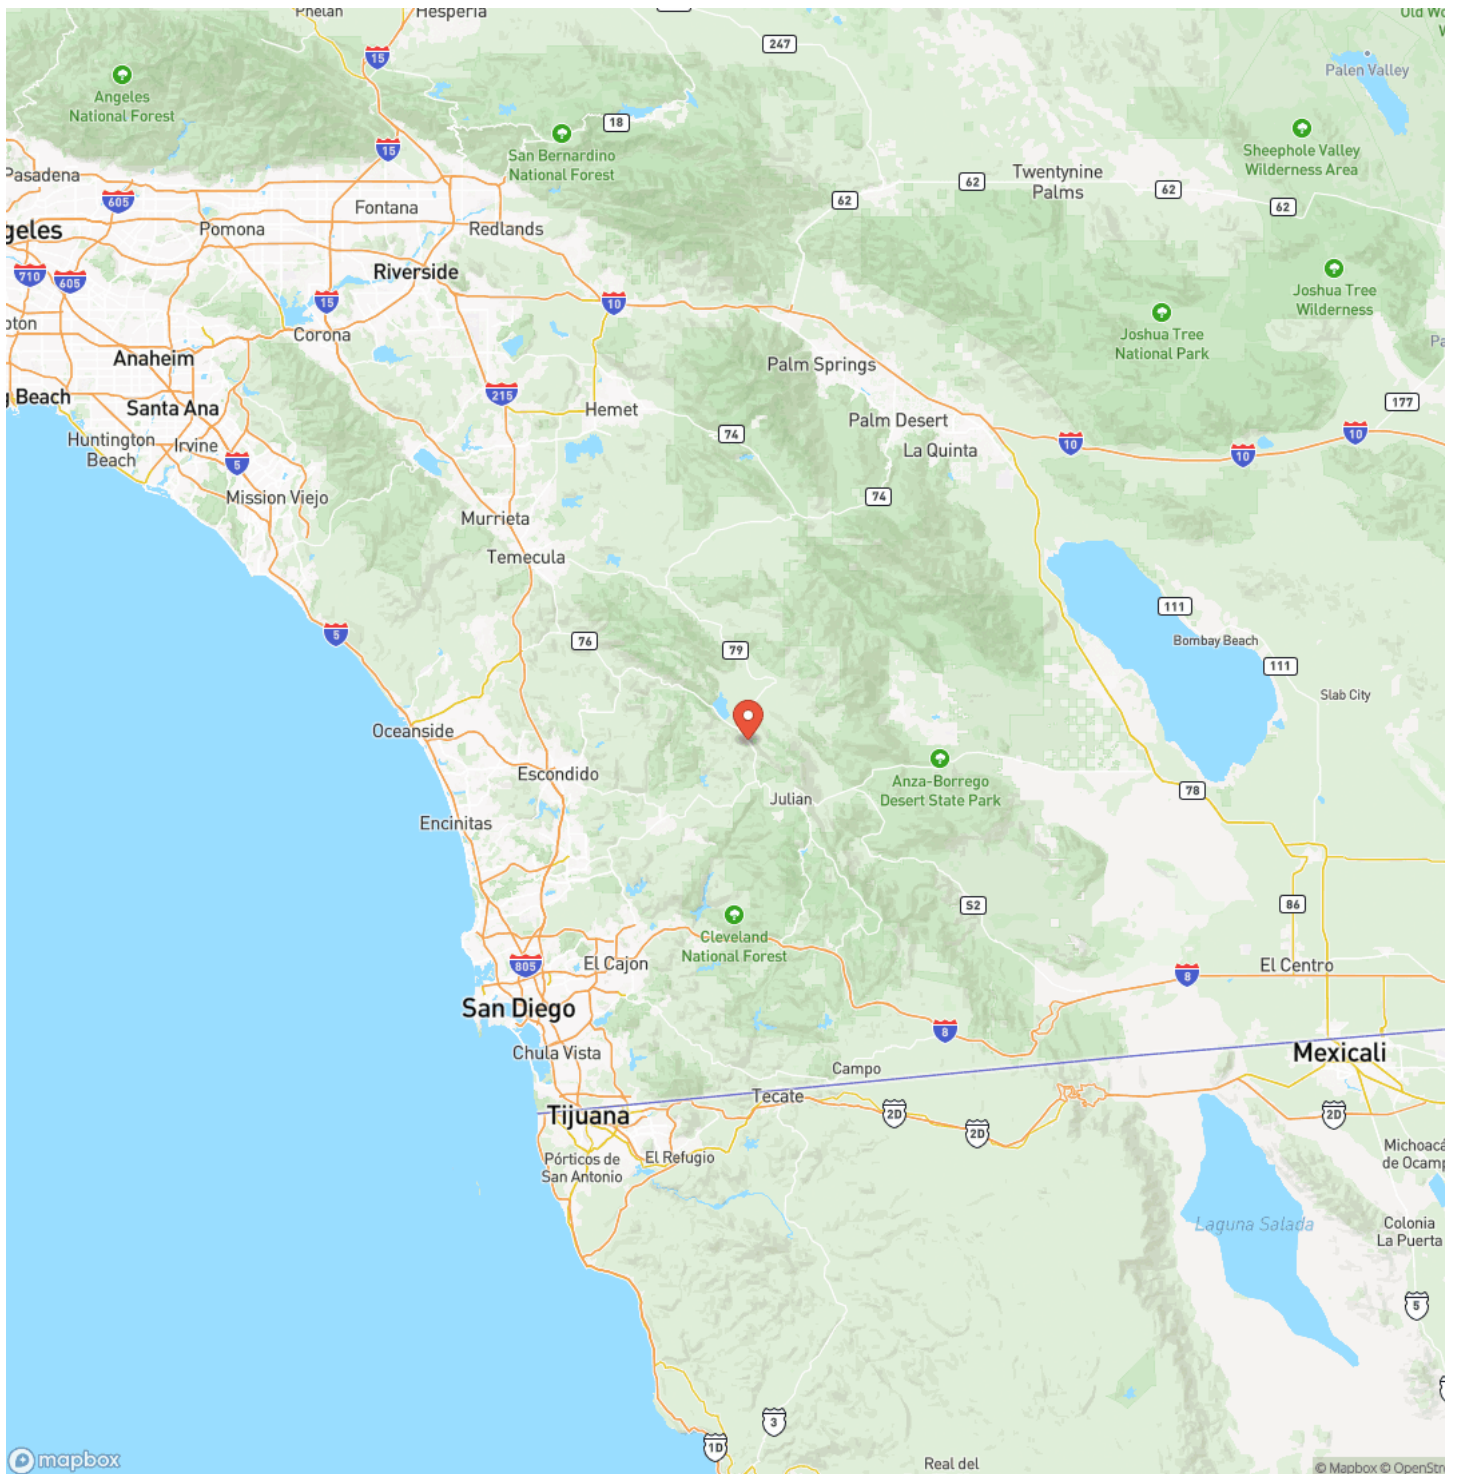 Phelan
Hesperia
Old Wo
W
247
15
Palen Valley
Angeles
National Forest
18
Sheephole Valley
Wilderness Area
San Bernardino
National Forest
15
Pasadena
Twentynine
Palms
62
62
62
62
605
Fontana
geles
Pomona
Redlands
710
605
Riverside
Joshua Tree
Wilderness
15
10
Joshua Tree
National Park
oton
Corona
Pa
Anaheim
Palm Springs
g Beach
215
177
Santa Ana
Hemet
Palm Desert
Huntington
Beach
Irvine
74
10
10
10
5
La Quinta
Mission Viejo
74
Murrieta
Temecula
111
5
76
79
Bombay Beach
111
Slab City
Oceanside
Escondido
Anza-Borrego
Desert State Park
78
Julian
Encinitas
S2
86
Cleveland
National Forest
805
El Cajon
El Centro
8
San Diego
8
Chula Vista
Mexicali
Campo
Tecate
Tijuana
2D
2D
2D
Pórticos de
San Antonio
El Refugio
Michoacá
de Ocamp
Laguna Salada
Colonia
La Puerta
5
3
1D
Real del
mapbox
© Mapbox © OpenStre